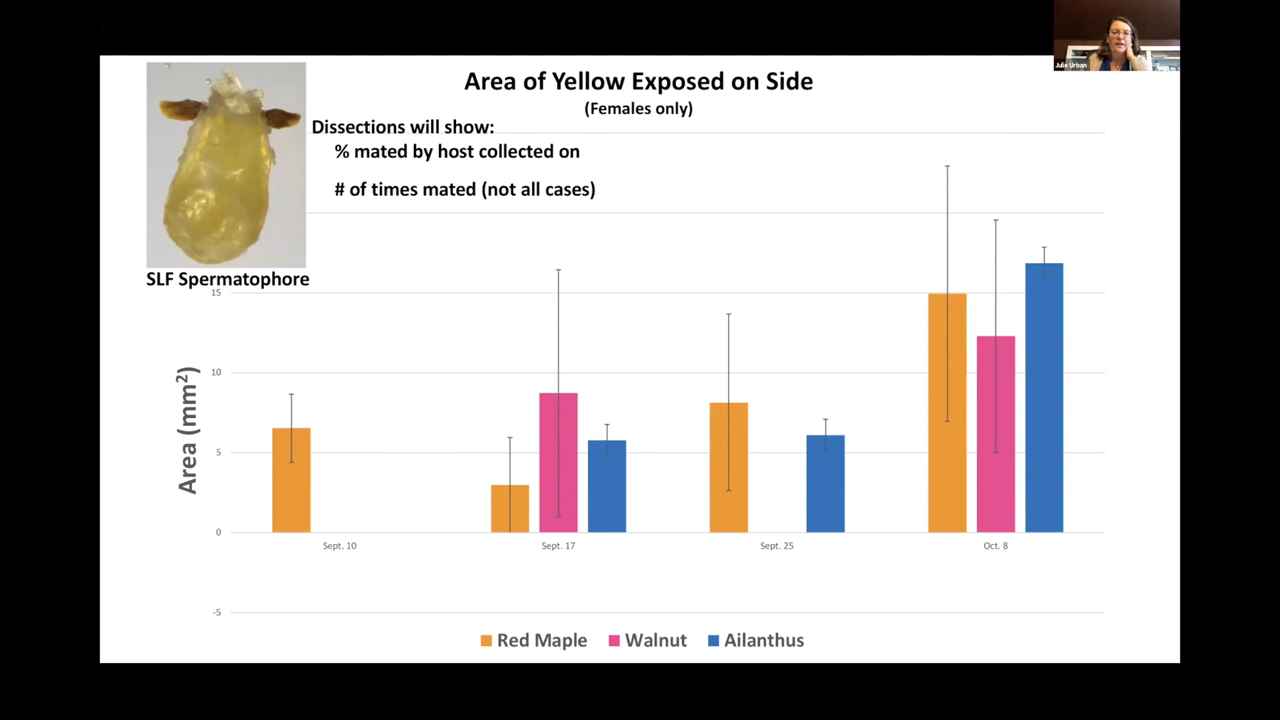 Julie Urban
Area of Yellow Exposed on Side
(Females only)
Dissections will show:
% mated by host collected on
# of times mated (not all cases)
SLF Spermatophore
15
10
5
0
-5
Area (mm²)
Sept. 10
Sept. 17
Sept. 25
Oct. 8
Red Maple
Walnut
Ailanthus